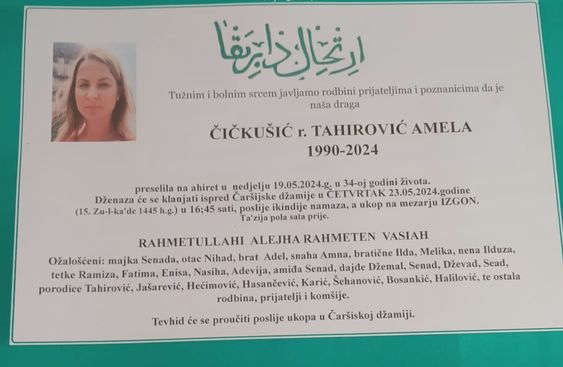 ارتحال دار بقا
Tužnim i bolnim srcem javljamo rodbini prijateljima i poznanicima da je
naša draga
ČIČKUŠIĆ r. TAHIROVIĆ AMELA
1990-2024
preselila na ahiret u nedjelju 19.05.2024.g. u 34-oj godini života.
Dženaza će se klanjati ispred Čaršijske džamije u ČETVRTAK 23.05.2024.godine
(15. Zu-l-ka'de 1445 h.g.) u 16;45 sati, poslije ikindije namaza, a ukop na mezarju IZGON.
Ta'zija pola sata prije.
RAHMETULLAHI ALEJHA RAHMETEN VASIAH
Ožalošćeni: majka Senada, otac Nihad, brat Adel, snaha Amna, bratične Ilda, Melika, nena Ilduza,
tetke Ramiza, Fatima, Enisa, Nasiha, Adevija, amiđa Senad, dajđe Džemal, Senad, Dževad, Sead,
porodice Tahirović, Jašarević, Hećimović, Hasančević, Karić, Šehanović, Bosankić, Halilović, te ostala
rodbina, prijatelji i komšije.
Tevhid će se proučiti poslije ukopa u Čaršiskoj džamiji.